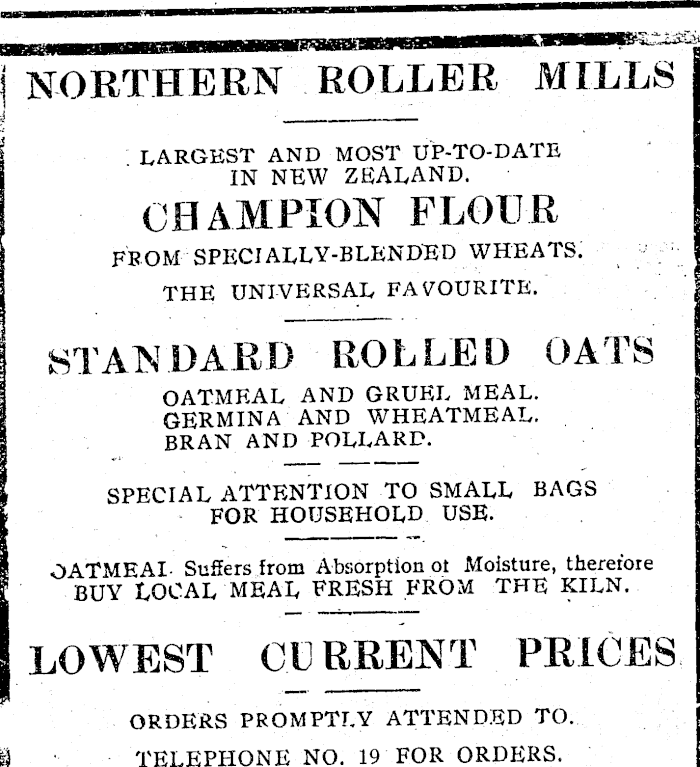 NORTHERN ROLLER MILLS
LARGEST AND MOST UP-TO-DATE
IN NEW ZEALAND.
CHAMPION FLOUR
FROM SPECIALLY-BLENDED WHEATS.
THE UNIVERSAL FAVOURITE.
STANDARD ROLLED OATS
OATMEAL AND GRUEL MEAL.
GERMINA AND WHEATMEAL.
BRAN AND POLLARD.
SPECIAL ATTENTION TO SMALL BAGS
FOR HOUSEHOLD USE.
OATMEAL Suffers from Absorption of Moisture, therefore
BUY LOCAL MEAL FRESH FROM THE KILN.
LOWEST CURRENT PRICES
ORDERS PROMPTLY ATTENDED TO.
TELEPHONE NO. 19 FOR ORDERS.